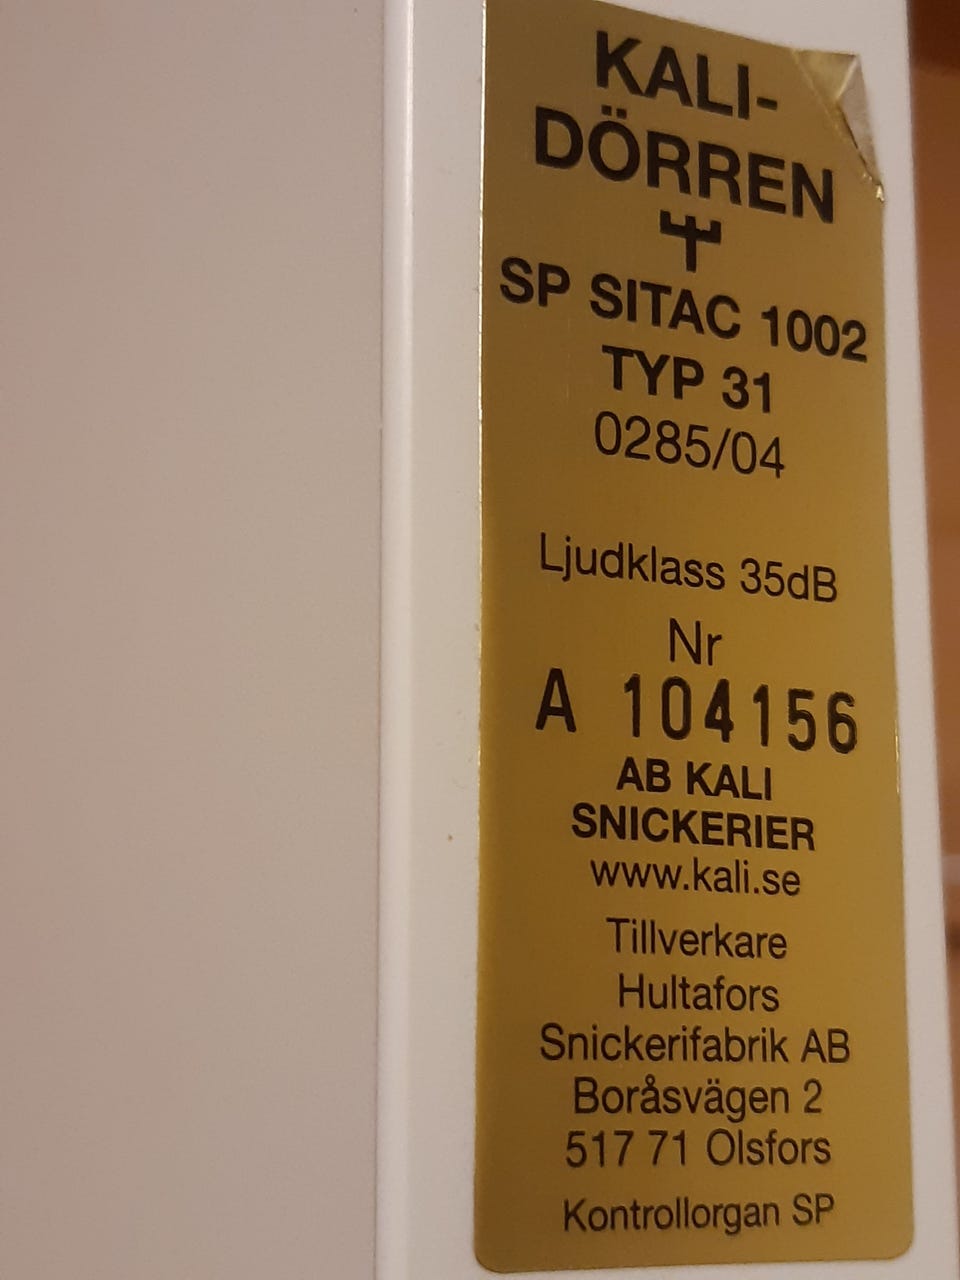 KALI-
DÖRREN
SP SITAC 1002
TYP 31
0285/04
Ljudklass 35dB
Nr
A 104156
AB KALI
SNICKERIER
www.kali.se
Tillverkare
Hultafors
Snickerifabrik AB
Boråsvägen 2
517 71 Olsfors
Kontrollorgan SP